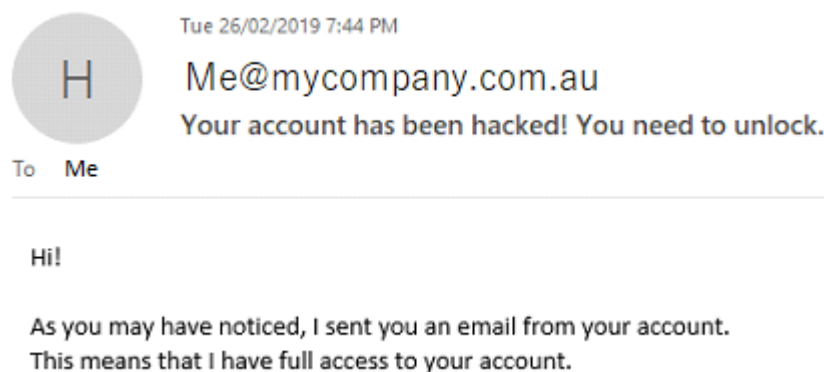 Tue 26/02/2019 7:44 PM
H
Me@mycompany.com.au
Your account has been hacked! You need to unlock.
To Me
Hi!
As you may have noticed, I sent you an email from your account.
This means that I have full access to your account.